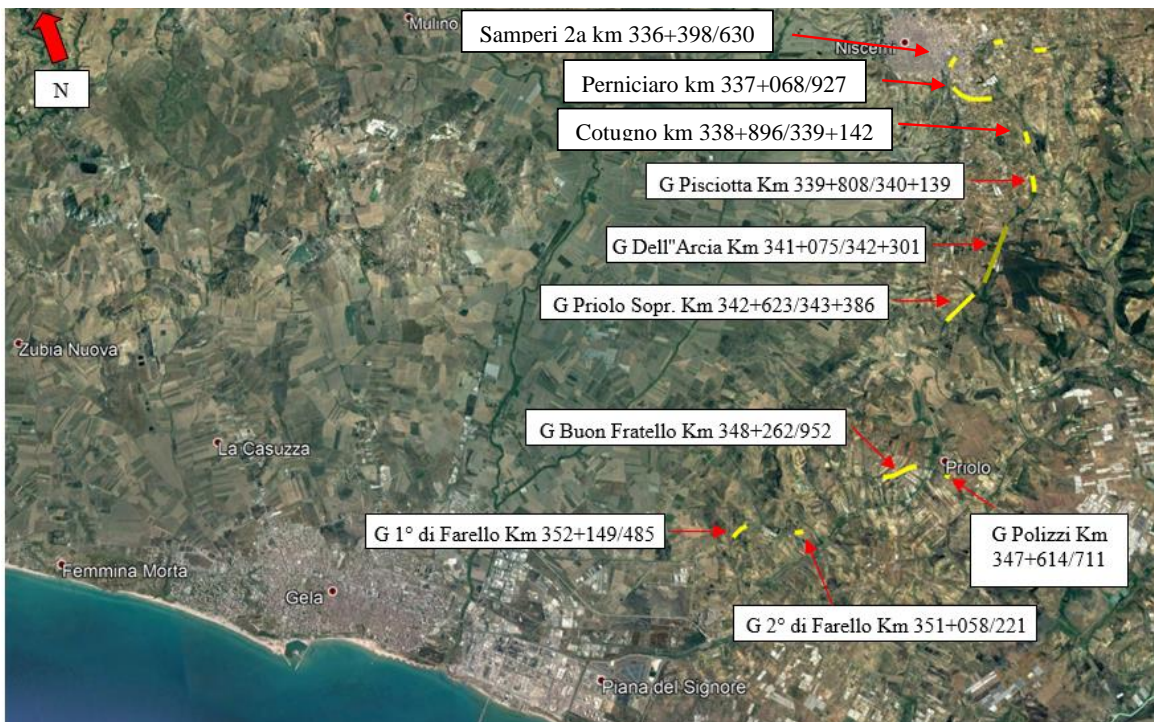 Mulino
Samperi 2a km 336+398/630
Niscemi
N
Perniciaro km 337+068/927
Cotugno km 338+896/339+142
G Pisciotta Km 339+808/340+139
G Dell"Arcia Km 341+075/342+301
G Priolo Sopr. Km 342+623/343+386
Zubia Nuova
G Buon Fratello Km 348+262/952
La Casuzza
Priolo
G 1° di Farello Km 352+149/485
G Polizzi Km
347+614/711
Femmina Morta
Gela
G 2° di Farello Km 351+058/221
Piana del Signore